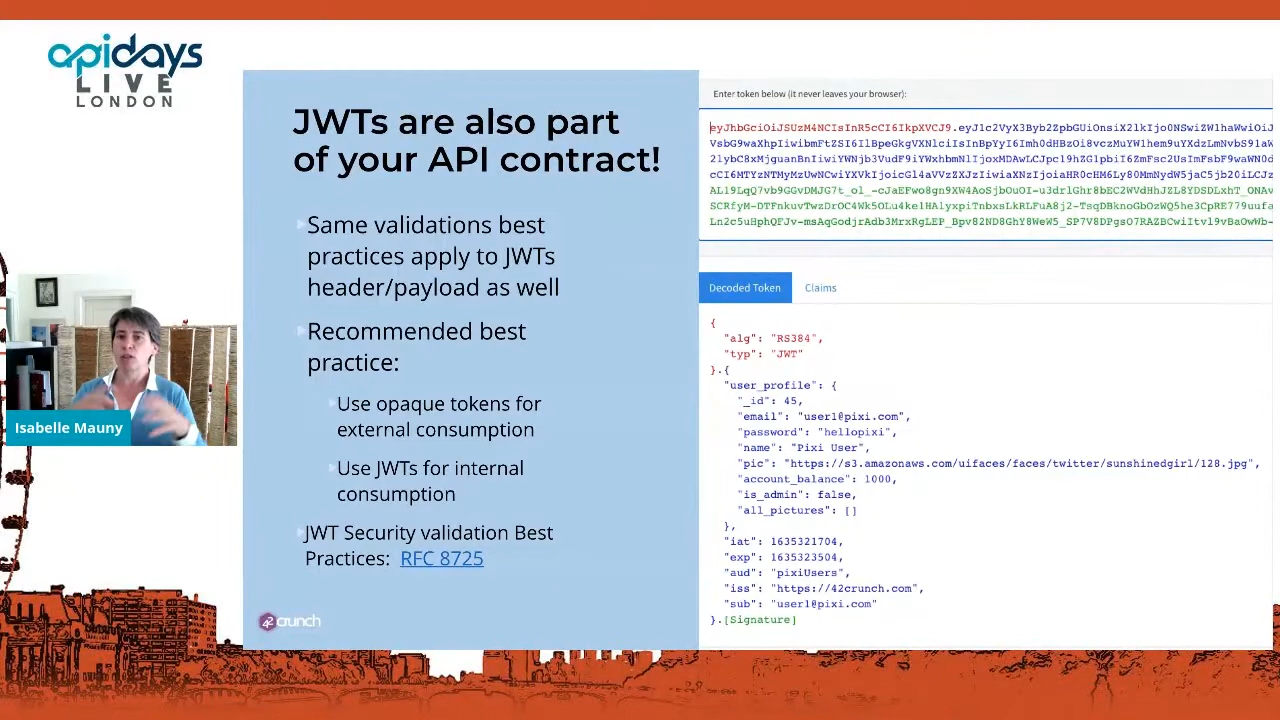 apidays
LIVE
LONDON
JWTs are also part
of your API contract!
Same validations best
practices apply to JWTs
header/payload as well
Recommended best
practice:
Use opaque tokens for
external consumption
Use JWTs for internal
consumption
JWT Security validation Best
Practices: RFC 8725
42crunch
Isabelle Mauny
Enter token below (it never leaves your browser):
Decoded Token Claims
{
"alg": "RS384",
"typ": "JWT"
}.{
"user_profile": {
"_id": 45,
"email": "user1@pixi.com",
"password": "hellopixi",
"name": "Pixi User",
"pic": "https://s3.amazonaws.com/uifaces/faces/twitter/sunshinedgirl/128.jpg",
"account_balance": 1000,
"is_admin": false,
"all_pictures": []
},
"iat": 1635321704,
"exp": 1635323504,
"aud": "pixiUsers",
"iss": "https://42crunch.com",
"sub": "user1@pixi.com"
}.[Signature]